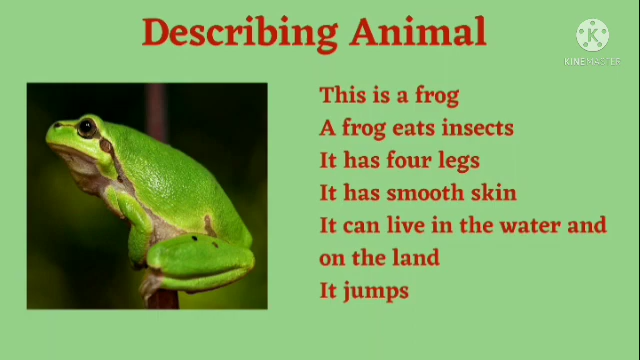 Describing Animal
K
KINEMASTER
This is a frog
A frog eats insects
It has four legs
It has smooth skin
It can live in the water and
on the land
It jumps